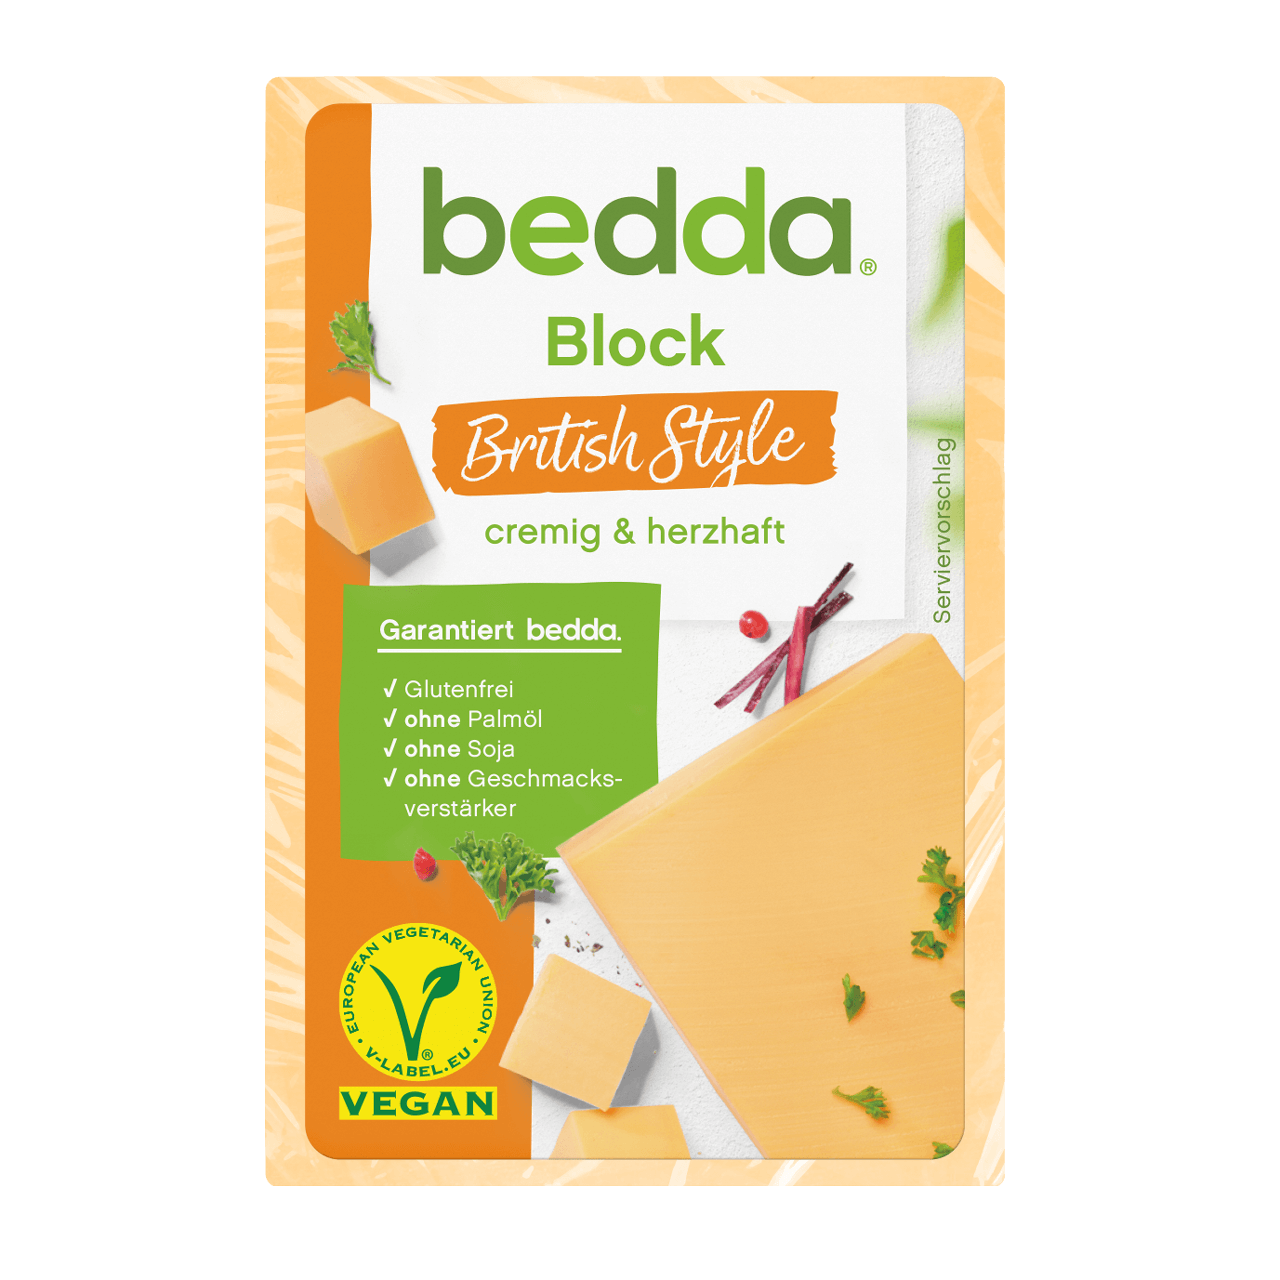 bedda®
Block
British Style
cremig & herzhaft
Serviervorschlag
Garantiert bedda.
✓ Glutenfrei
✓ ohne Palmöl
✓ ohne Soja
✓ ohne Geschmacks-
verstärker
• EUROPEAN VEGETARIAN UNION •
V-LABEL.EU
®
VEGAN